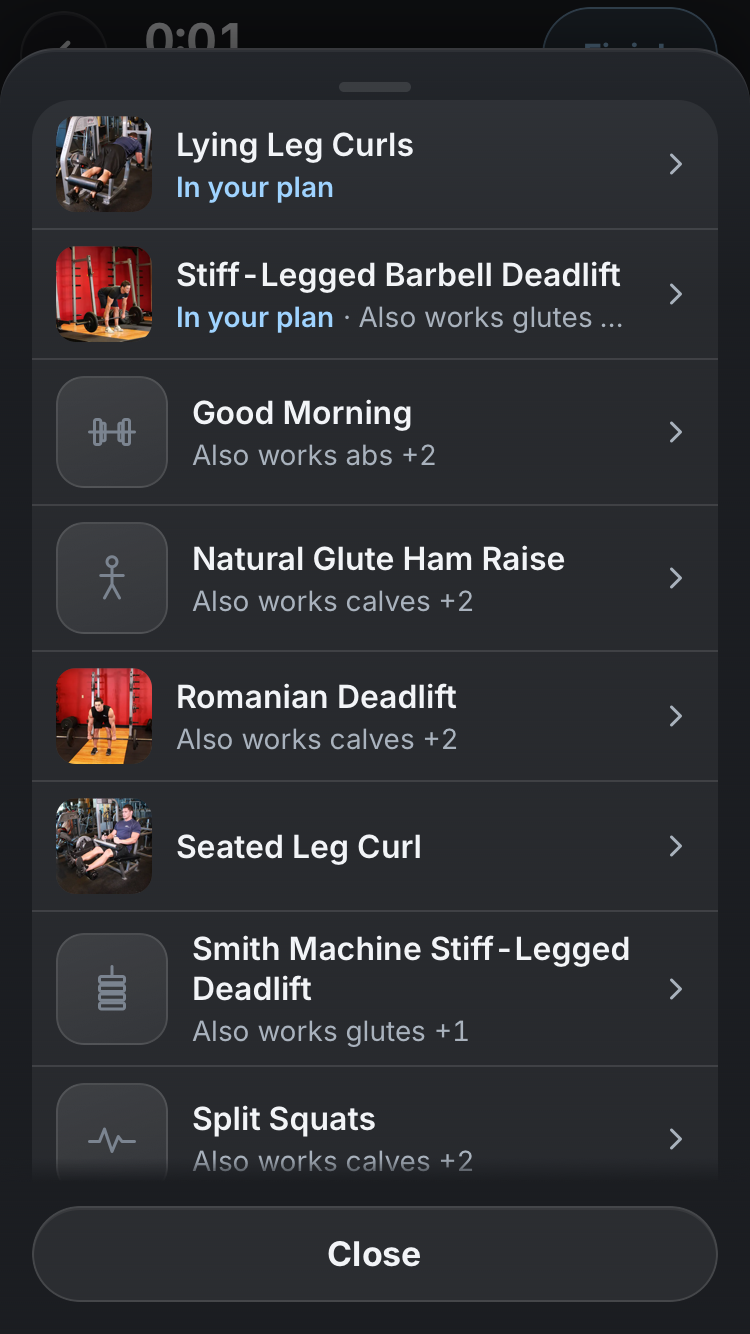 0:01
Lying Leg Curls
In your plan
Stiff-Legged Barbell Deadlift
In your plan · Also works glutes ...
Good Morning
Also works abs +2
Natural Glute Ham Raise
Also works calves +2
Romanian Deadlift
Also works calves +2
Seated Leg Curl
Smith Machine Stiff-Legged
Deadlift
Also works glutes +1
Split Squats
Also works calves +2
Close